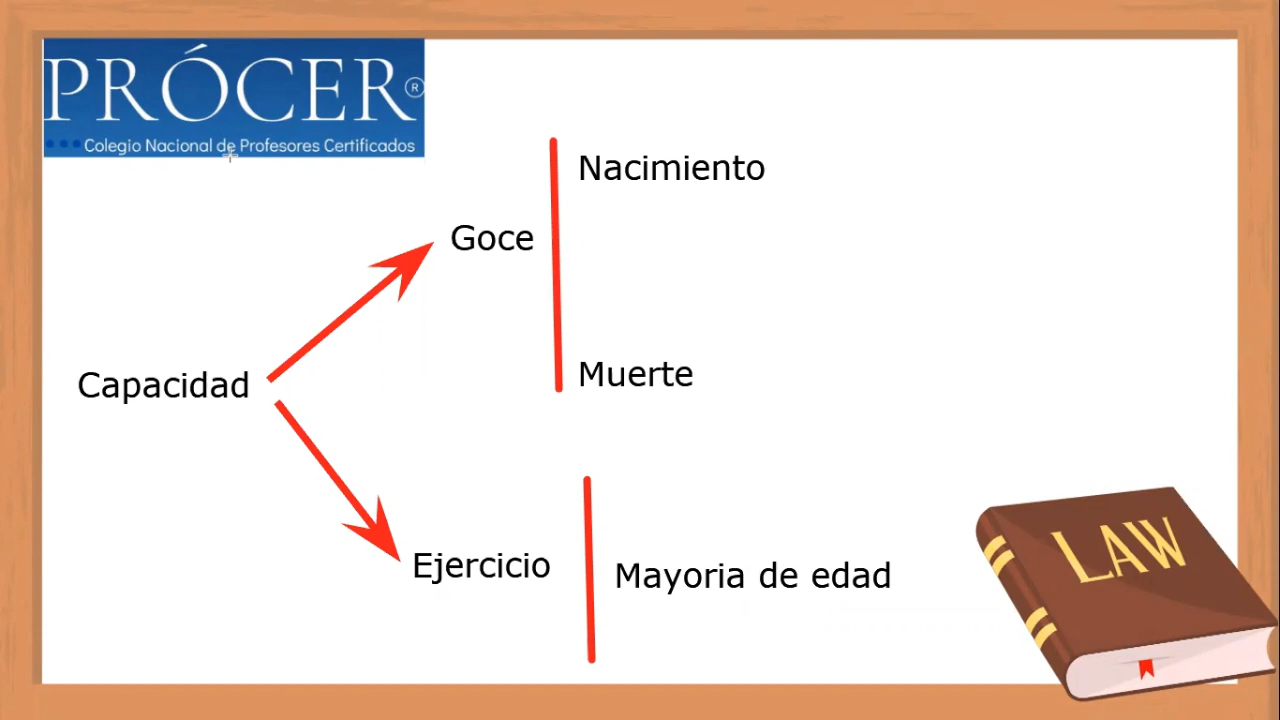 PRÓCER®
Colegio Nacional de Profesores Certificados
Nacimiento
Goce
Muerte
Capacidad
Ejercicio
Mayoria de edad
LAW